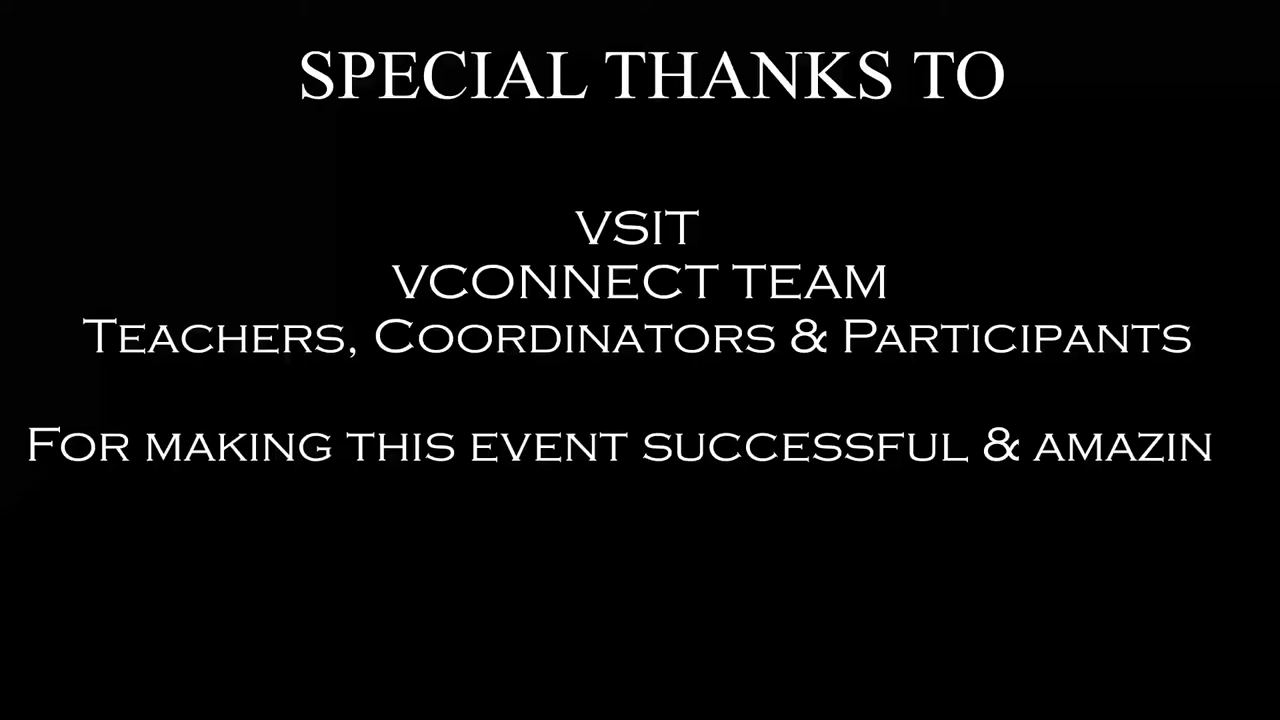 SPECIAL THANKS TO
VSIT
VCONNECT TEAM
Teachers, Coordinators & Participants
For making this event successful & amazin